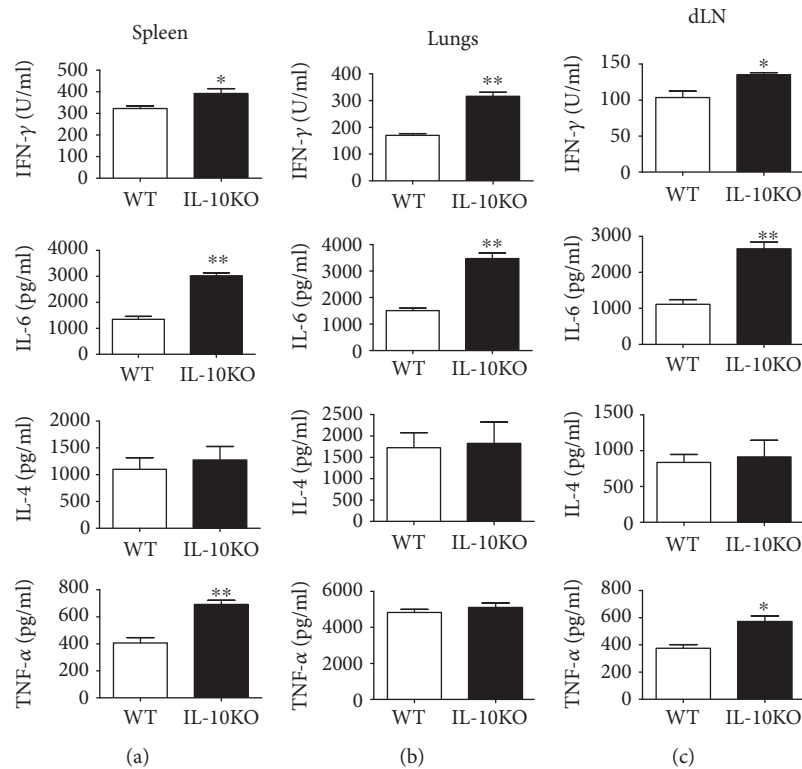 Spleen
IFN-γ (U/ml)
500
400
300
200
100
0
*
WT IL-10KO
IL-6 (pg/ml)
4000
3000
2000
1000
0
**
WT IL-10KO
IL-4 (pg/ml)
2000
1500
1000
500
0
WT IL-10KO
TNF-α (pg/ml)
800
600
400
200
0
**
WT IL-10KO
(a)
Lungs
IFN-γ (U/ml)
400
300
200
100
0
**
WT IL-10KO
IL-6 (pg/ml)
4000
3000
2000
1000
0
**
WT IL-10KO
IL-4 (pg/ml)
2500
2000
1500
1000
500
0
WT IL-10KO
TNF-α (pg/ml)
6000
4000
2000
0
WT IL-10KO
(b)
dLN
IFN-γ (U/ml)
150
100
50
0
*
WT IL-10KO
IL-6 (pg/ml)
3000
2000
1000
0
**
WT IL-10KO
IL-4 (pg/ml)
1500
1000
500
0
WT IL-10KO
TNF-α (pg/ml)
800
600
400
200
0
*
WT IL-10KO
(c)